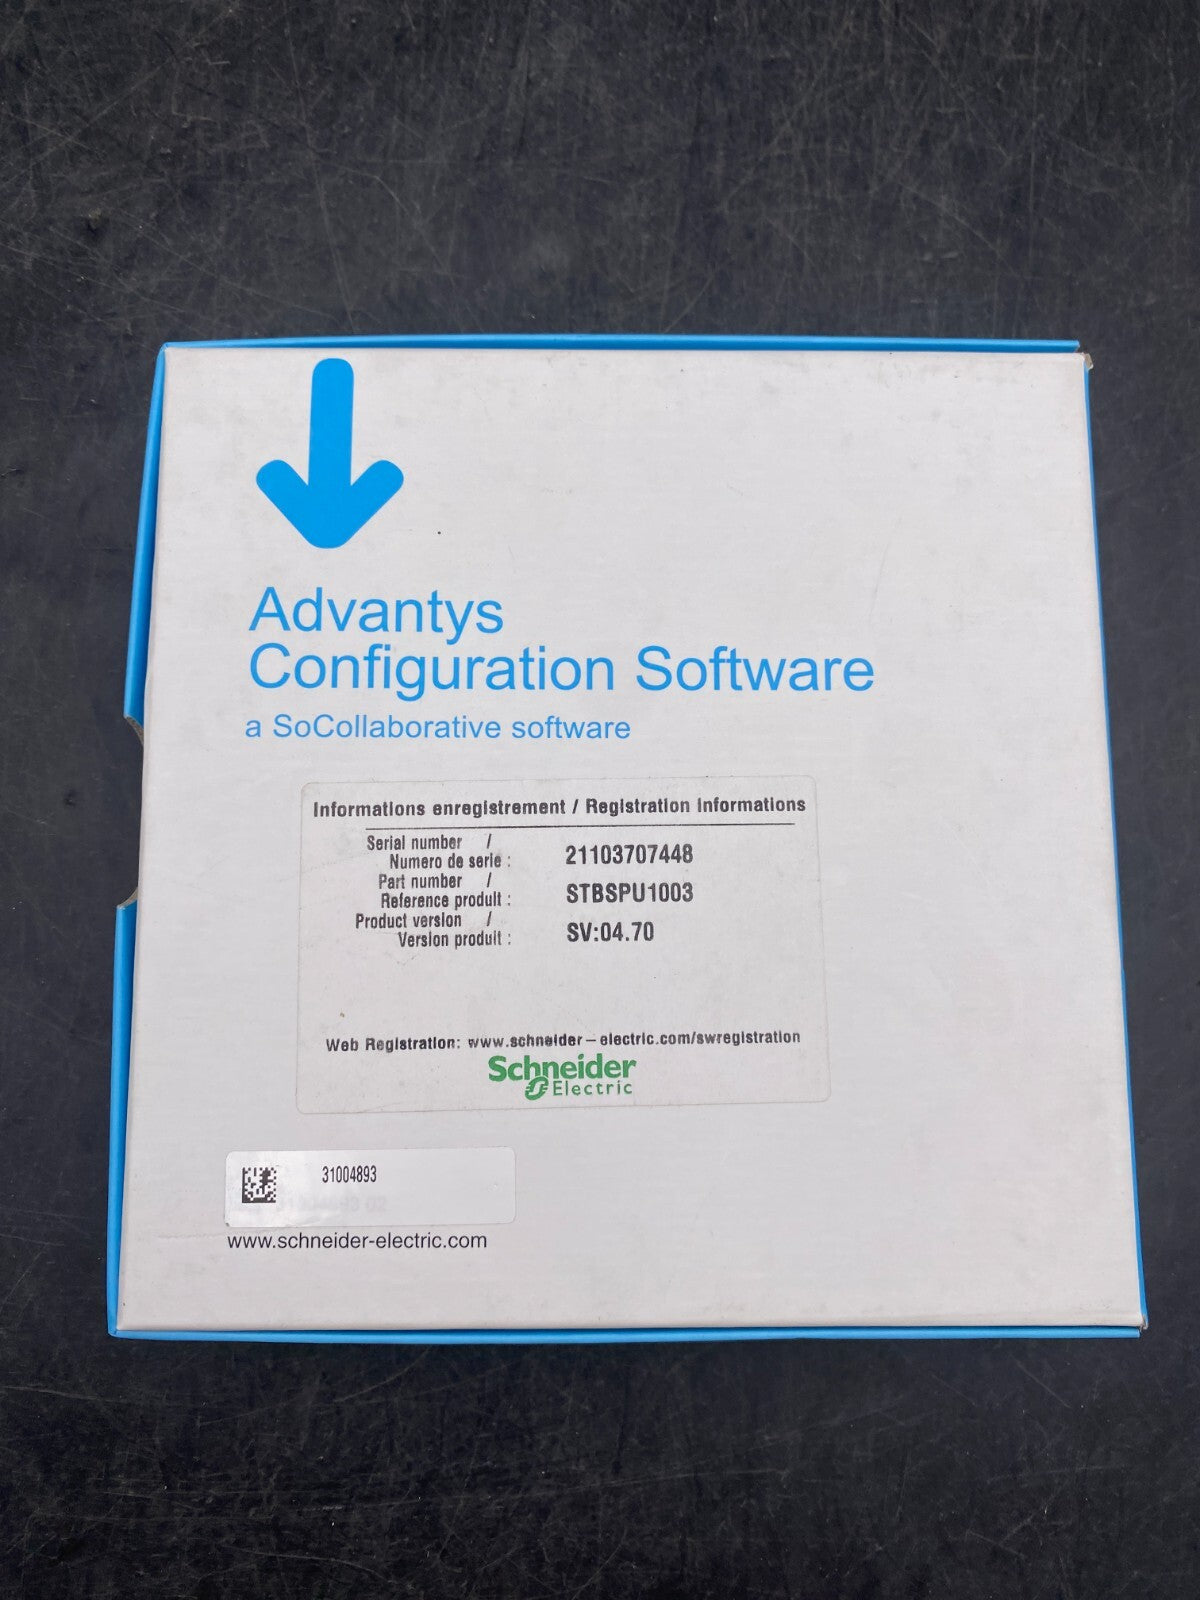 Advantys
Configuration Software
a SoCollaborative software
Informations enregistrement / Registration Informations
Serial number /
Numero de serie : 21103707448
Part number /
Reference produit : STBSPU1003
Product version /
Version produit : SV:04.70
Web Registration: www.schneider-electric.com/swregistration
Schneider
Electric
31004893
www.schneider-electric.com